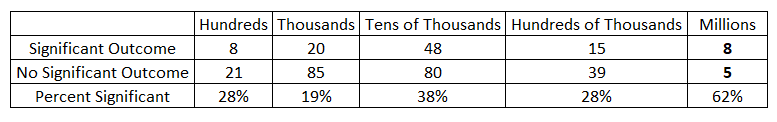 Hundreds Thousands Tens of Thousands Hundreds of Thousands Millions
Significant Outcome 8 20 48 15 8
No Significant Outcome 21 85 80 39 5
Percent Significant 28% 19% 38% 28% 62%